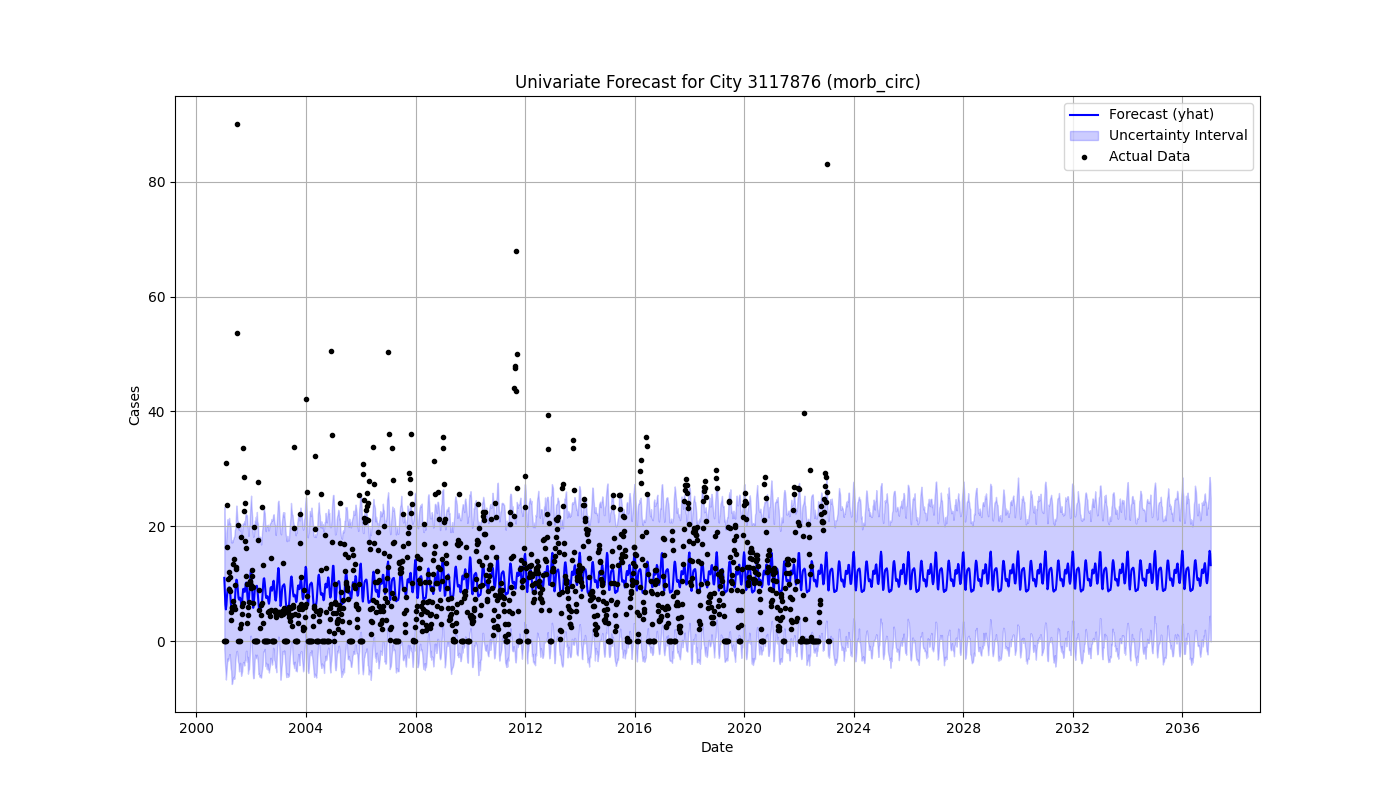 Univariate Forecast for City 3117876 (morb_circ)
Forecast (yhat)
Uncertainty Interval
Actual Data
Cases
80
60
40
20
0
2000 2004 2008 2012 2016 2020 2024 2028 2032 2036
Date